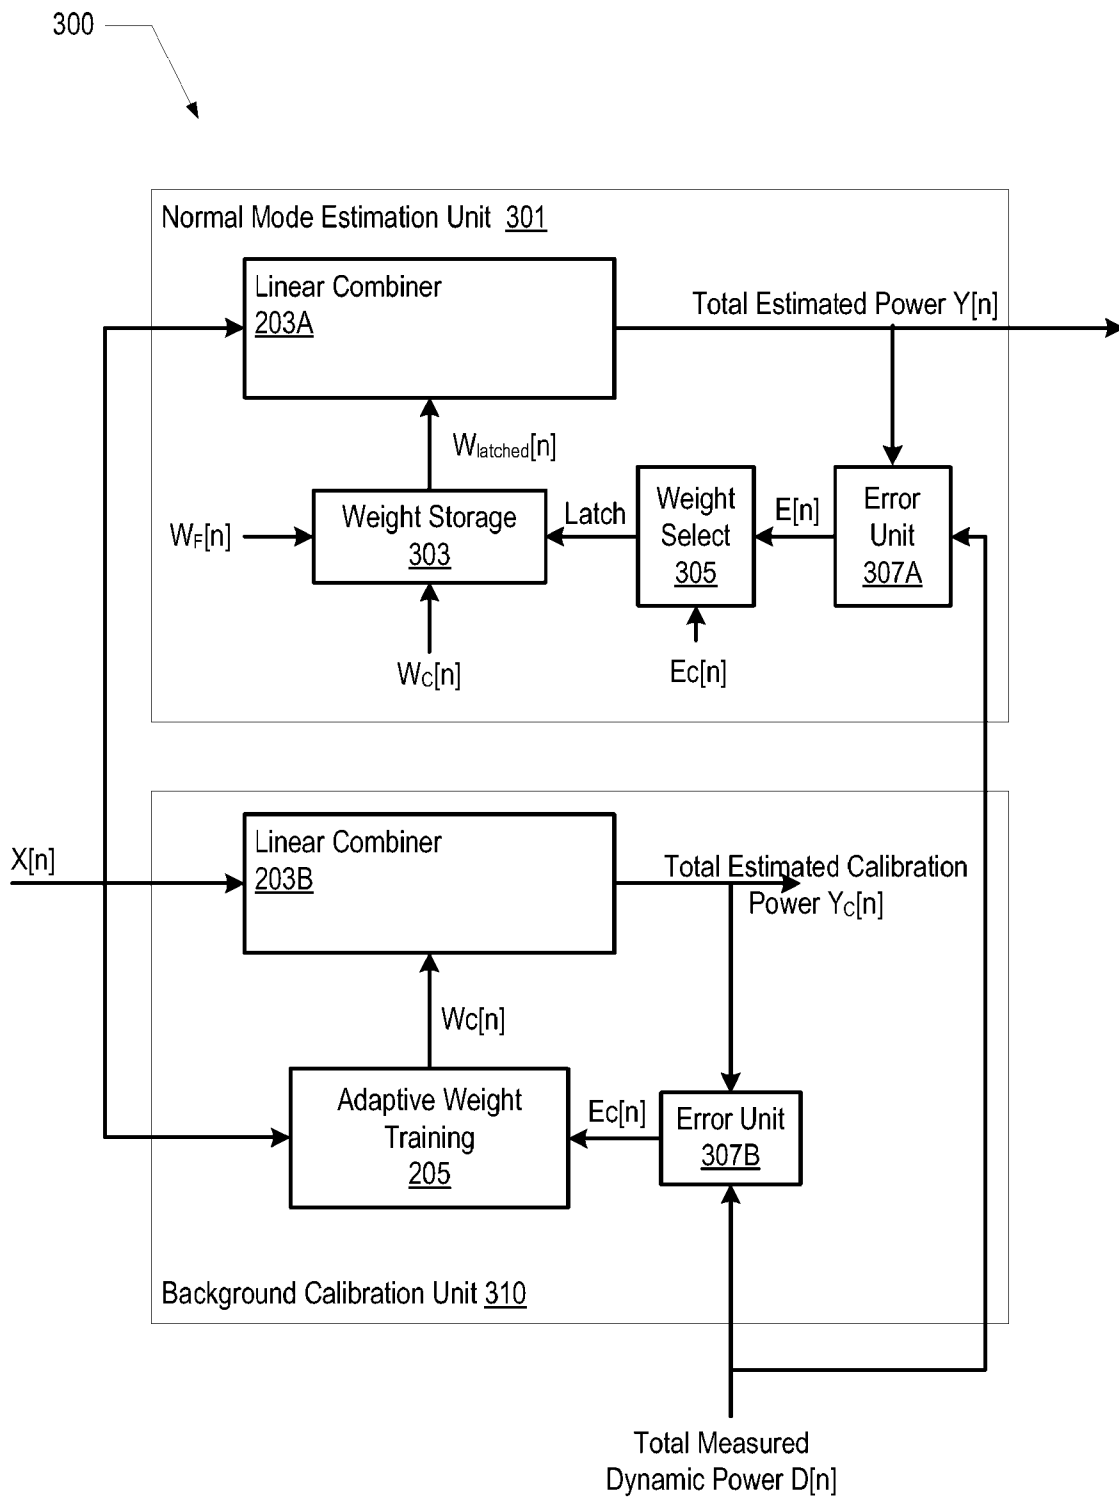 300
Normal Mode Estimation Unit 301
Linear Combiner
203A
Total Estimated Power Y[n]
Wlatched[n]
WF[n]
Weight Storage
303
Latch
Weight
Select
305
E[n]
Error
Unit
307A
WC[n]
Ec[n]
X[n]
Linear Combiner
203B
Total Estimated Calibration
Power YC[n]
Wc[n]
Adaptive Weight
Training
205
Ec[n]
Error Unit
307B
Background Calibration Unit 310
Total Measured
Dynamic Power D[n]